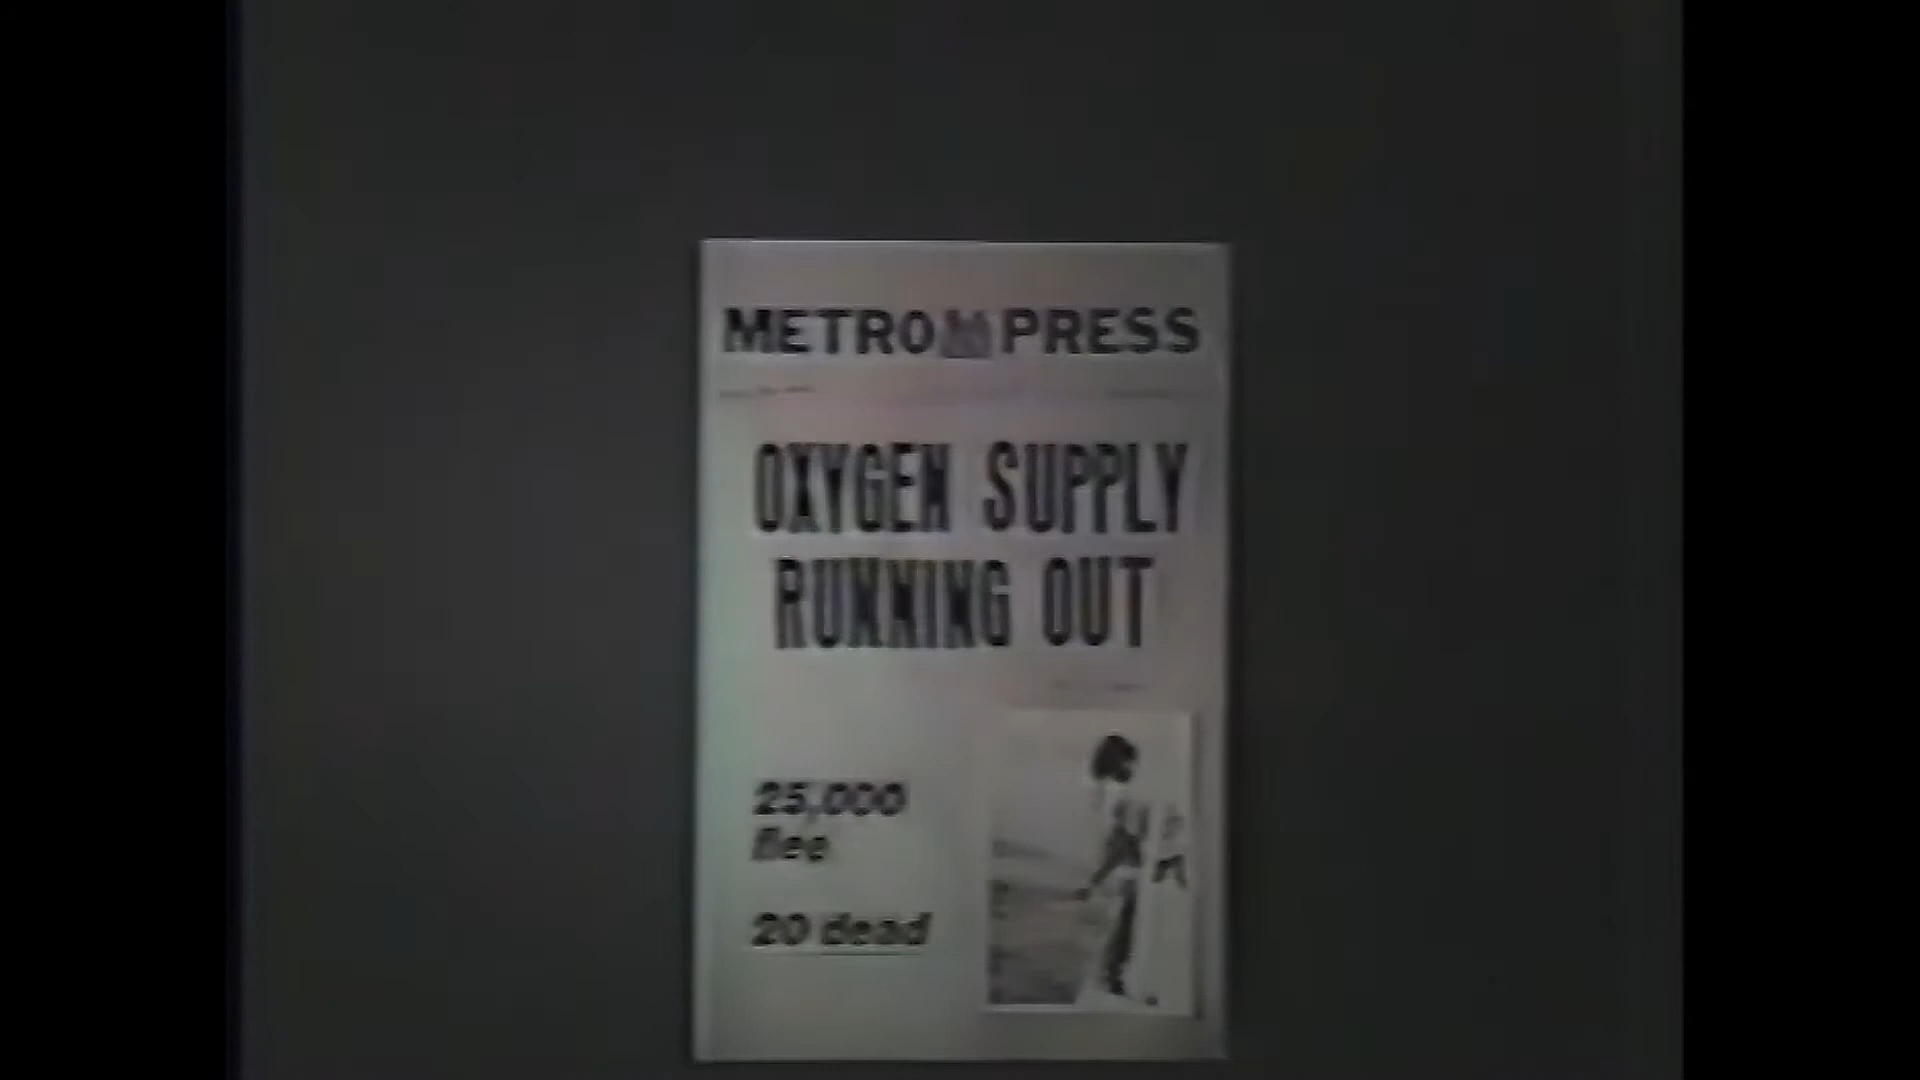 METRO PRESS
OXYGEN SUPPLY
RUNNING OUT
25,000
flee
20 dead